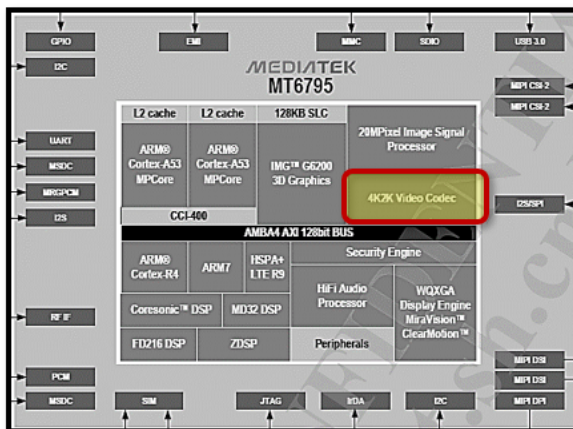 GPIO
EMI
MMC
SDIO
USB 3.0
I2C
MEDIATEK
MT6795
MIPI CSI-2
MIPI CSI-2
L2 cache
L2 cache
128KB SLC
20MPixel Image Signal
Processor
UART
ARM®
Cortex-A53
MPCore
ARM®
Cortex-A53
MPCore
IMG™ G6200
3D Graphics
MSDC
MRGPCM
4K2K Video Codec
I2S
I2S/SPI
CCI-400
AMBA4 AXI 128bit BUS
ARM®
Cortex-R4
ARM7
HSPA+
LTE R9
Security Engine
HiFi Audio
Processor
WQXGA
Display Engine
MiraVision™
ClearMotion™
Coresonic™ DSP
MD32 DSP
RF IF
FD216 DSP
ZDSP
Peripherals
MIPI DSI
PCM
MIPI DSI
MSDC
SIM
JTAG
IrDA
I2C
MIPI DPI